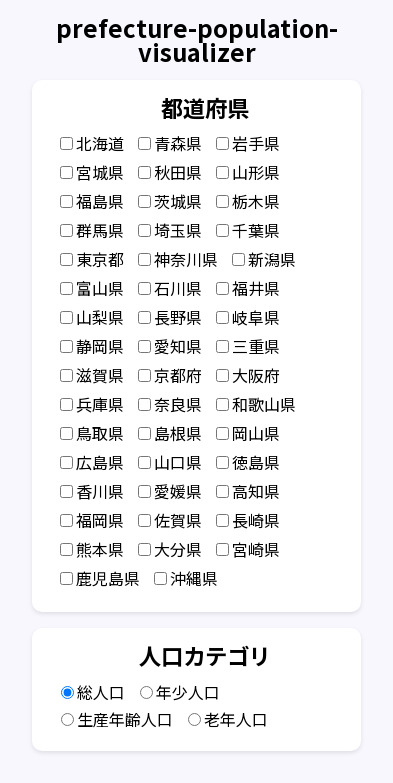 prefecture-population-
visualizer
都道府県
北海道 青森県 岩手県
宮城県 秋田県 山形県
福島県 茨城県 栃木県
群馬県 埼玉県 千葉県
東京都 神奈川県 新潟県
富山県 石川県 福井県
山梨県 長野県 岐阜県
静岡県 愛知県 三重県
滋賀県 京都府 大阪府
兵庫県 奈良県 和歌山県
鳥取県 島根県 岡山県
広島県 山口県 徳島県
香川県 愛媛県 高知県
福岡県 佐賀県 長崎県
熊本県 大分県 宮崎県
鹿児島県 沖縄県
人口カテゴリ
総人口 年少人口
生産年齢人口 老年人口